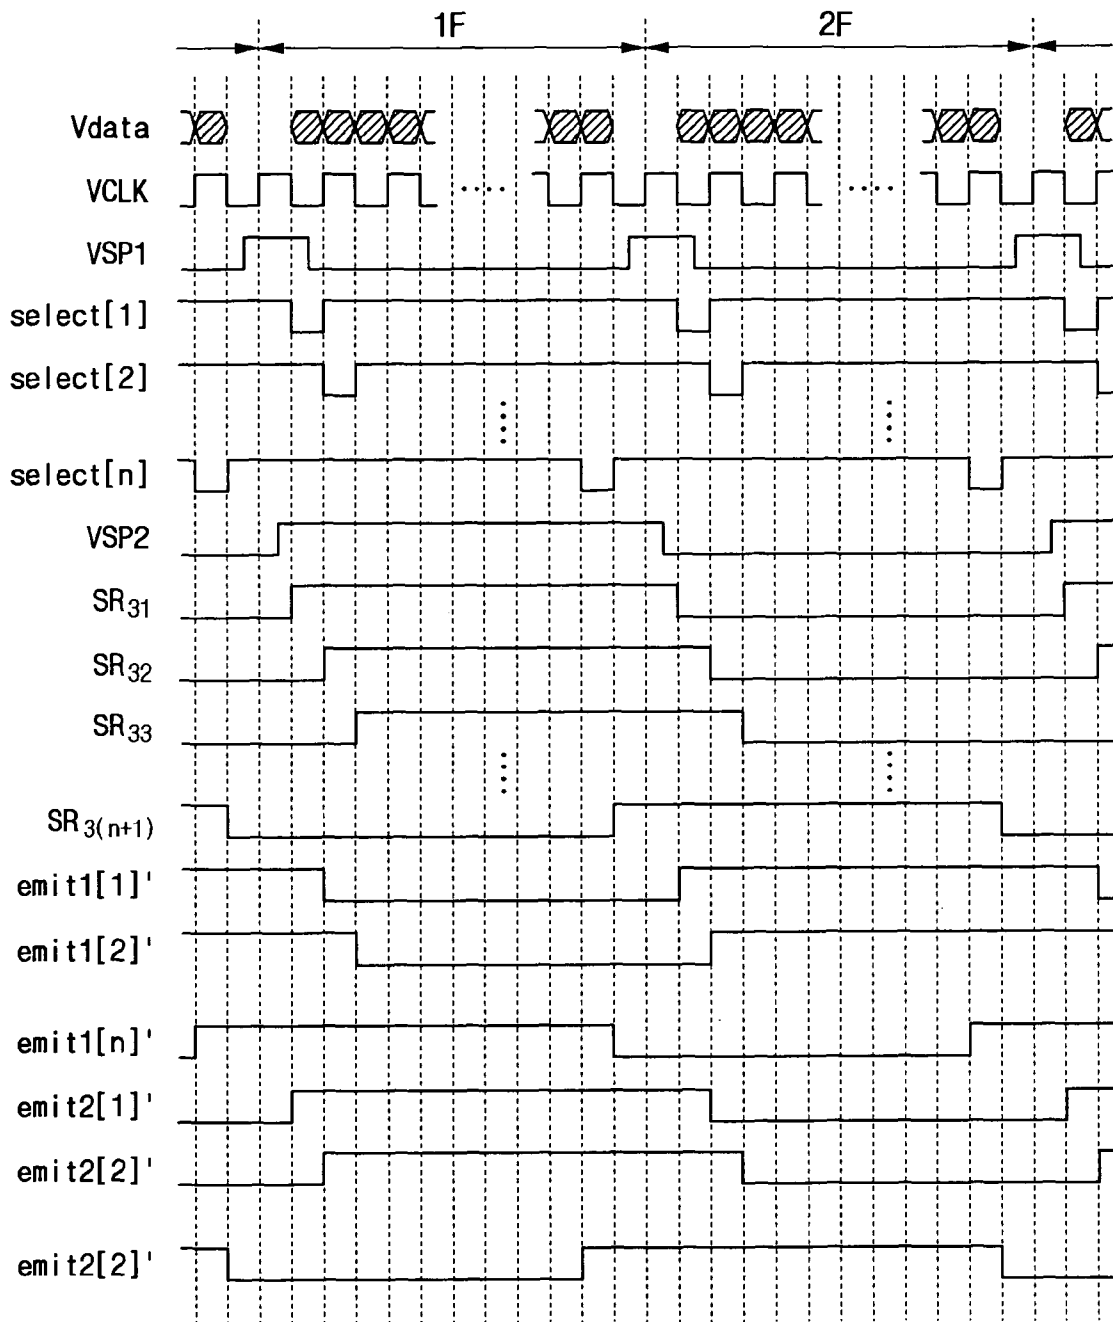 1F 2F
Vdata
VCLK
VSP1
select[1]
select[2]
select[n]
VSP2
SR31
SR32
SR33
SR3(n+1)
emit1[1]'
emit1[2]'
emit1[n]'
emit2[1]'
emit2[2]'
emit2[2]'